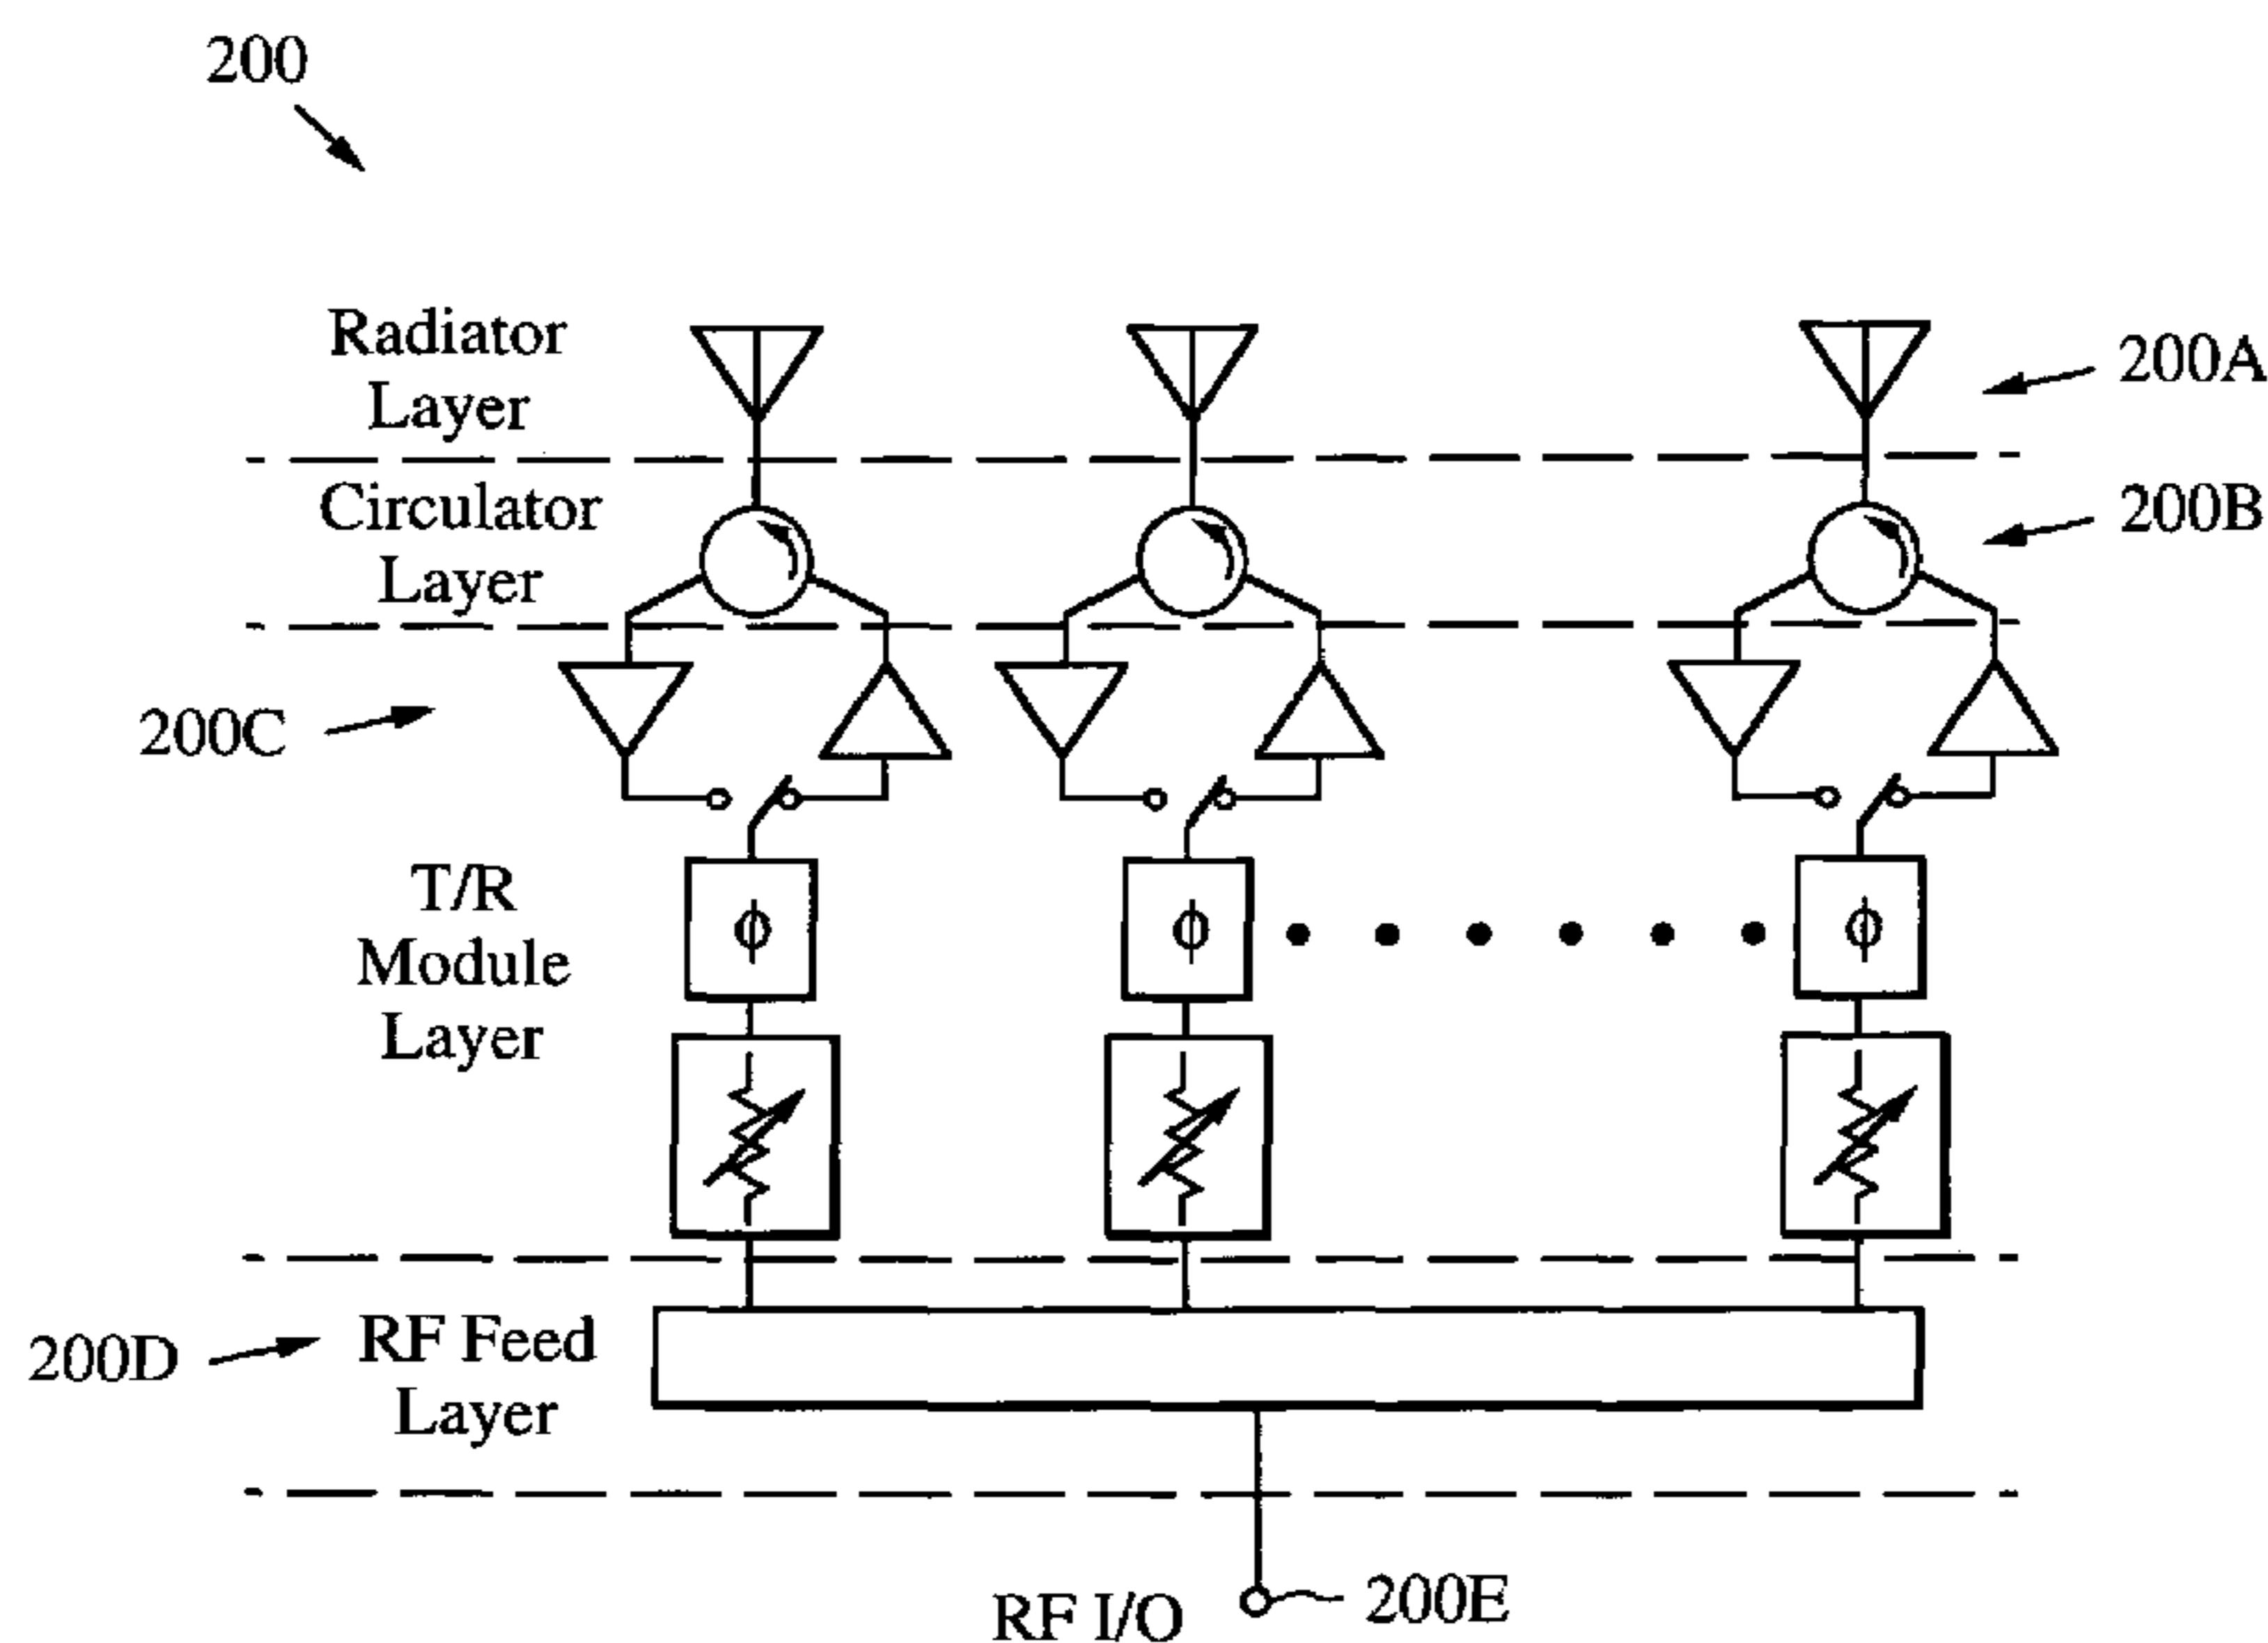 200
Radiator
Layer
200A
Circulator
Layer
200B
200C
T/R
Module
Layer
ϕ
ϕ
ϕ
200D
RF Feed
Layer
RF I/O
200E